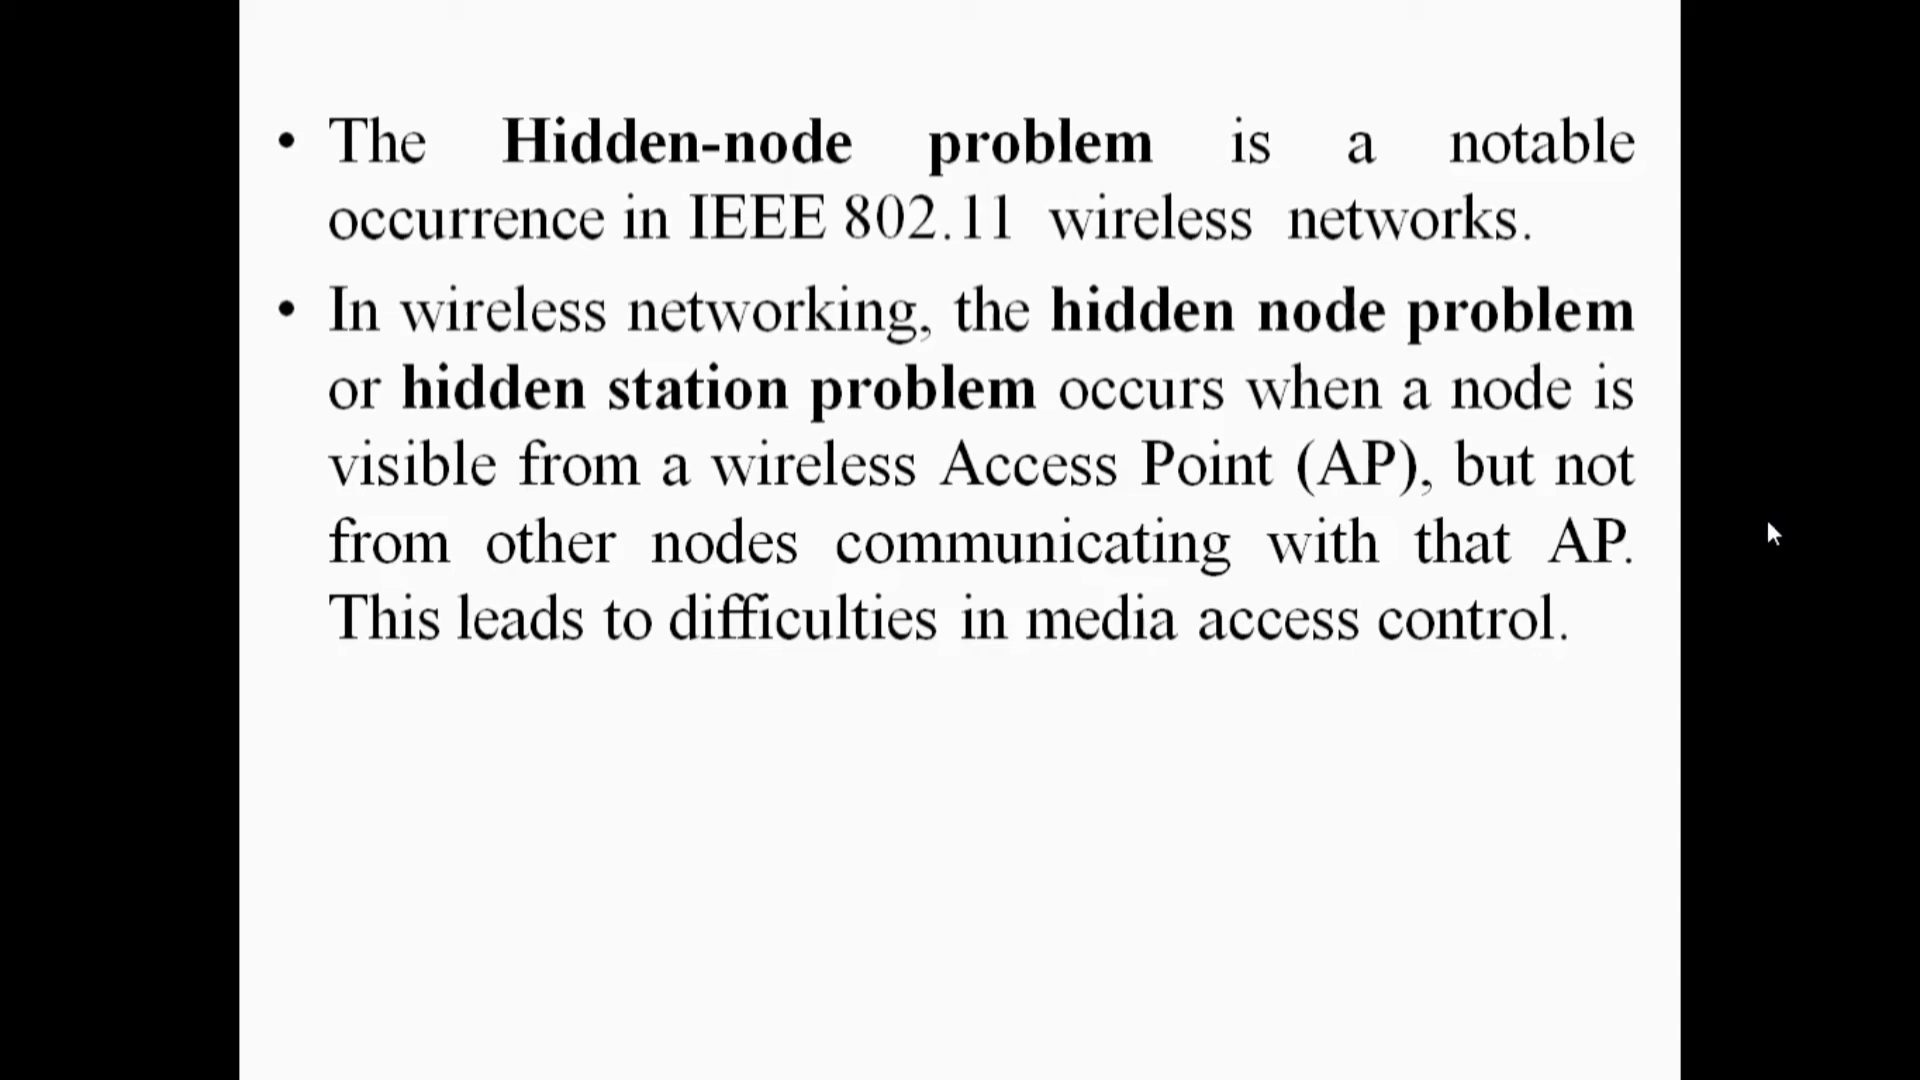 • The Hidden-node problem is a notable
occurrence in IEEE 802.11 wireless networks.
• In wireless networking, the hidden node problem
or hidden station problem occurs when a node is
visible from a wireless Access Point (AP), but not
from other nodes communicating with that AP.
This leads to difficulties in media access control.